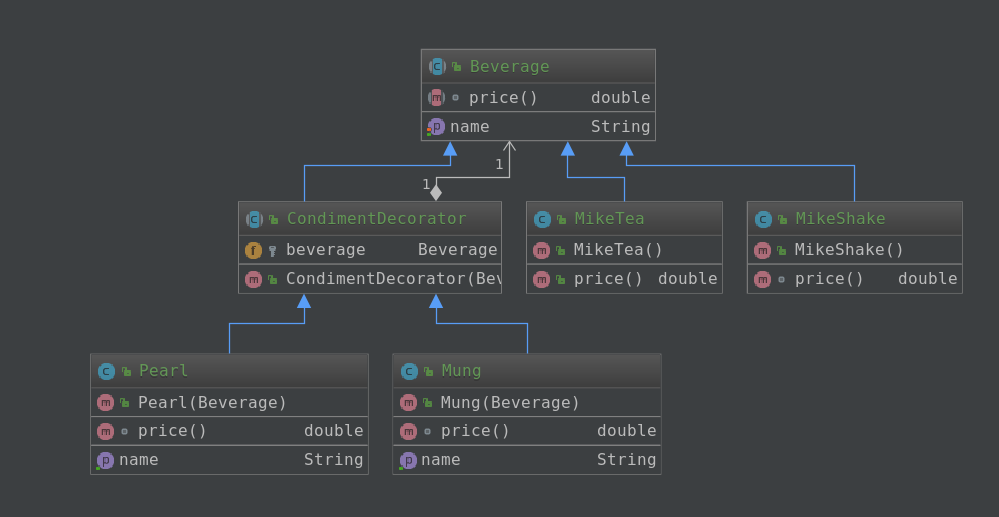 Beverage
price() double
name String
1
1
CondimentDecorator
beverage Beverage
CondimentDecorator(Bev
MikeTea
MikeTea()
price() double
MikeShake
MikeShake()
price() double
Pearl
Pearl(Beverage)
price() double
name String
Mung
Mung(Beverage)
price() double
name String